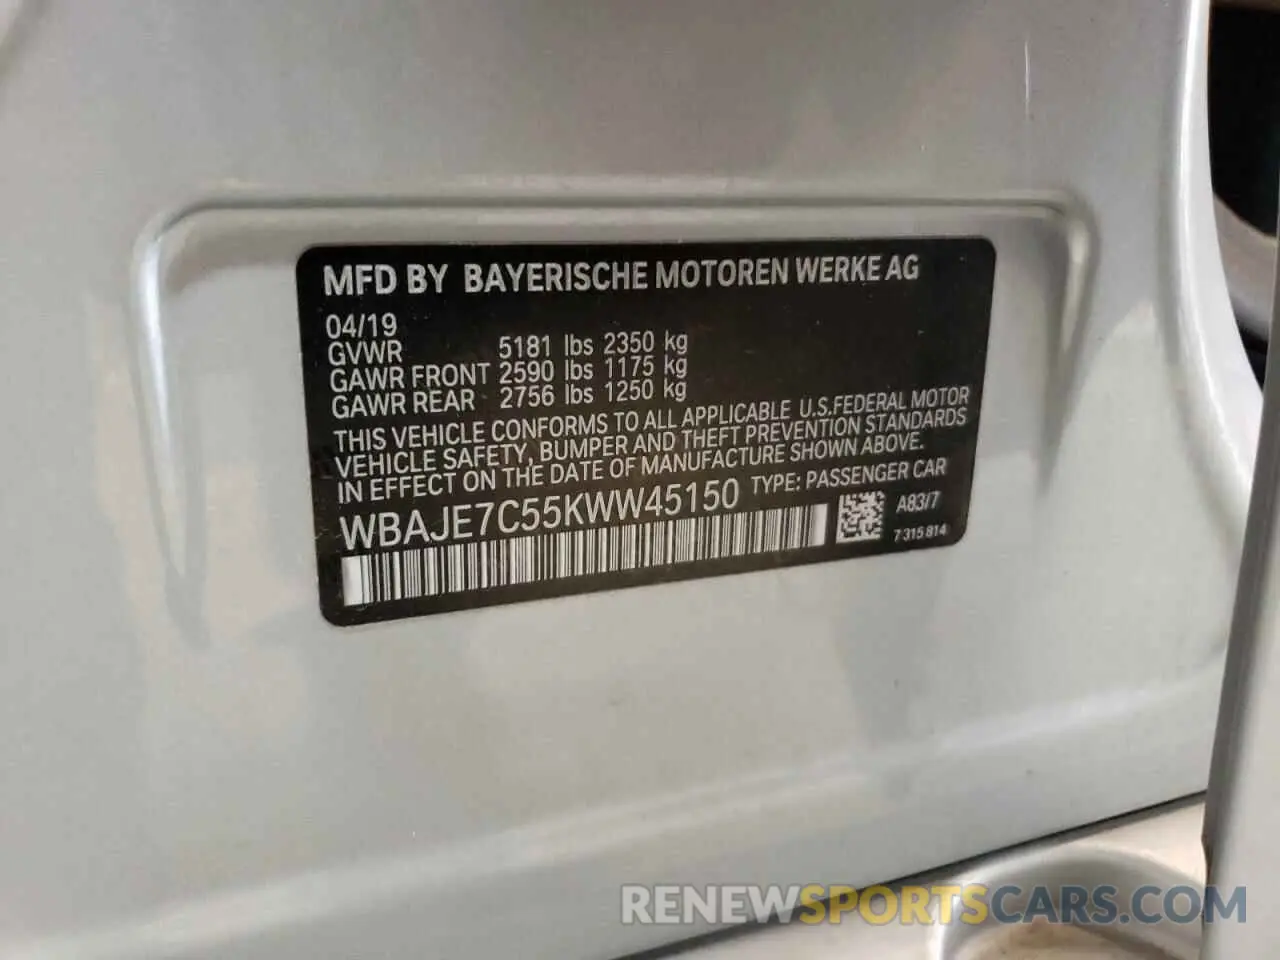 MFD BY BAYERISCHE MOTOREN WERKE AG
04/19
GVWR 5181 lbs 2350 kg
GAWR FRONT 2590 lbs 1175 kg
GAWR REAR 2756 lbs 1250 kg
THIS VEHICLE CONFORMS TO ALL APPLICABLE U.S.FEDERAL MOTOR
VEHICLE SAFETY, BUMPER AND THEFT PREVENTION STANDARDS
IN EFFECT ON THE DATE OF MANUFACTURE SHOWN ABOVE.
WBAJE7C55KWW45150 TYPE: PASSENGER CAR
A83/7
7 315 814
RENEWSPORTSCARS.COM